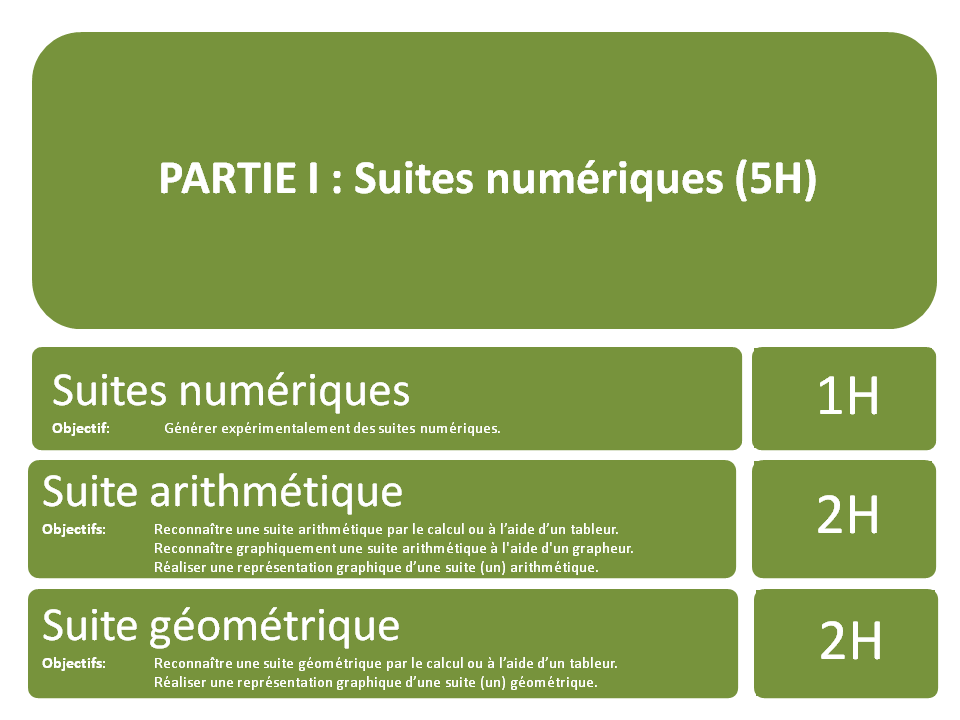 PARTIE I : Suites numériques (5H)
Suites numériques
1H
Objectif: Générer expérimentalement des suites numériques.
Suite arithmétique
2H
Objectifs: Reconnaître une suite arithmétique par le calcul ou à l’aide d’un tableur.
Reconnaître graphiquement une suite arithmétique à l'aide d'un grapheur.
Réaliser une représentation graphique d’une suite (un) arithmétique.
Suite géométrique
2H
Objectifs: Reconnaître une suite géométrique par le calcul ou à l’aide d’un tableur.
Réaliser une représentation graphique d’une suite (un) géométrique.